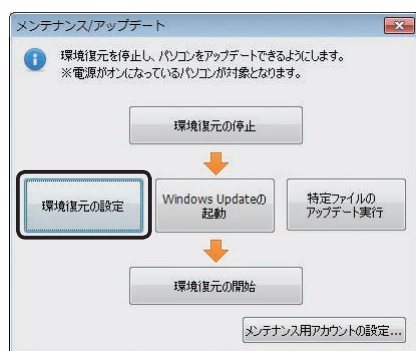 メンテナンス/アップデート
環境復元を停止し、パソコンをアップデートできるようにします。
※電源がオンになっているパソコンが対象となります。
環境復元の停止
環境復元の設定
Windows Updateの
起動
特定ファイルの
アップデート実行
環境復元の開始
メンテナンス用アカウントの設定...